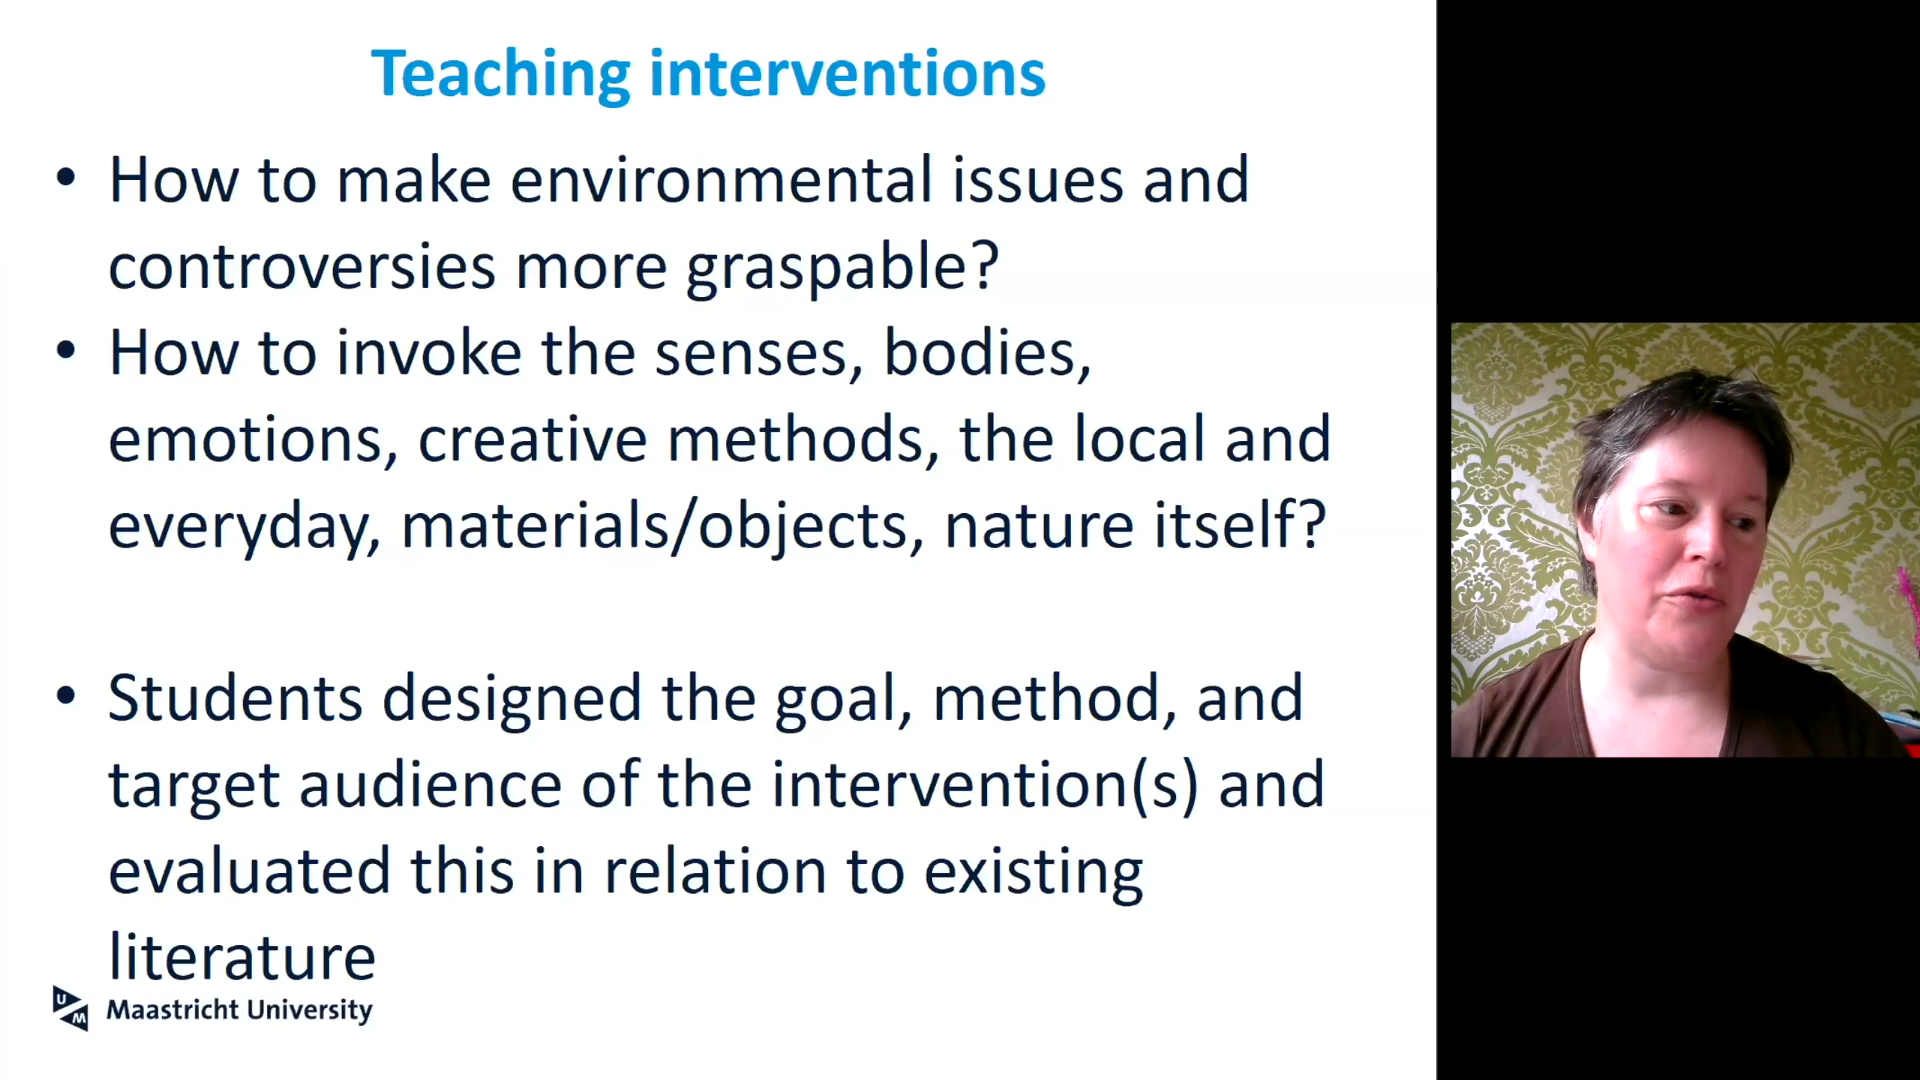 Teaching interventions
• How to make environmental issues and
controversies more graspable?
• How to invoke the senses, bodies,
emotions, creative methods, the local and
everyday, materials/objects, nature itself?
• Students designed the goal, method, and
target audience of the intervention(s) and
evaluated this in relation to existing
literature
UM Maastricht University